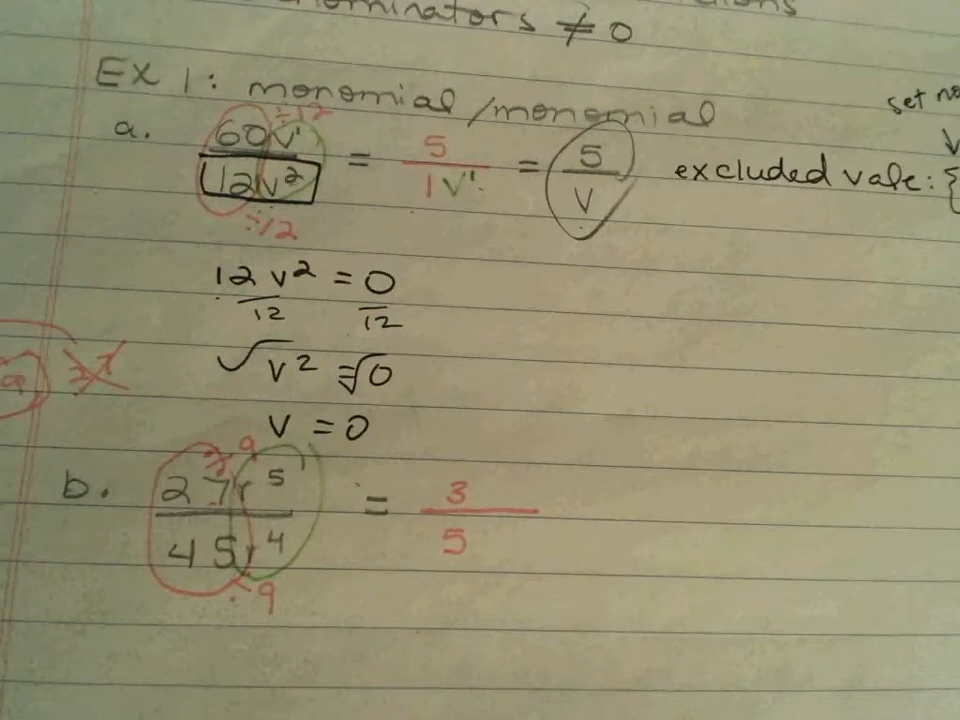 denominators ≠ 0
EX 1: monomial/monomial
set no
a. 60v¹ ÷12 / 12v² ÷12 = 5 / 1v¹ = 5 / v excluded vale: {
12v² = 0
12 12
√v² = √0
v = 0
b. 27r⁵ ÷9 / 45r⁴ ÷9 = 3 / 5